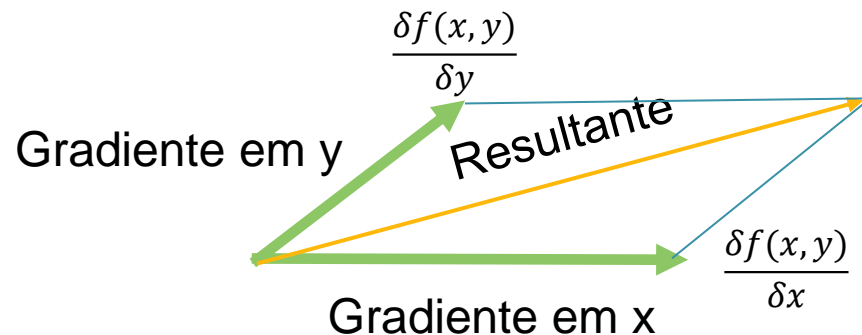 δf(x, y)
δy
Gradiente em y
Resultante
δf(x, y)
δx
Gradiente em x